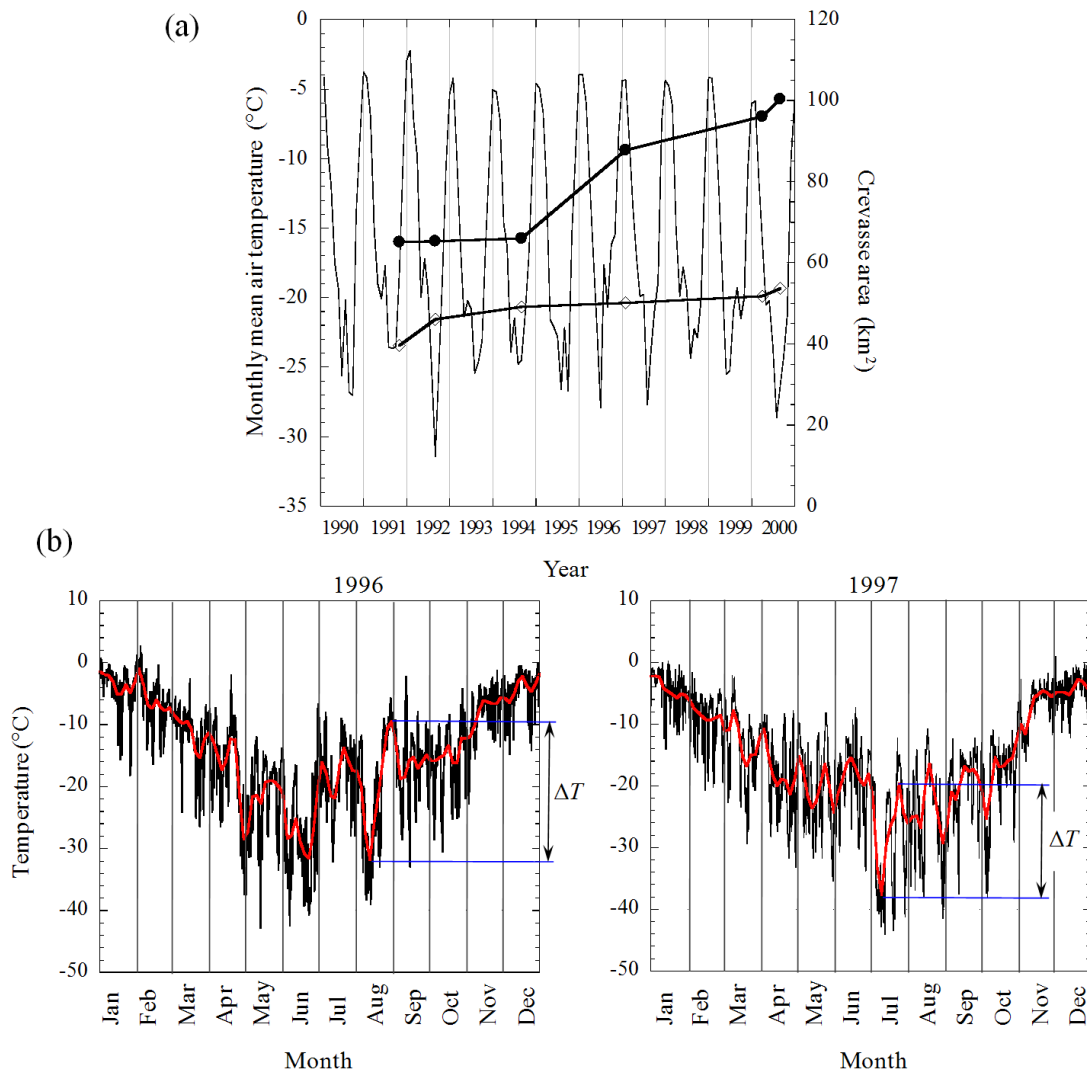 (a)
Monthly mean air temperature (°C)
0
-5
-10
-15
-20
-25
-30
-35
120
100
80
60
40
20
0
Crevasse area (km²)
1990 1991 1992 1993 1994 1995 1996 1997 1998 1999 2000
Year
(b)
1996
Temperature (°C)
10
0
-10
-20
-30
-40
-50
ΔT
Jan Feb Mar Apr May Jun Jul Aug Sep Oct Nov Dec
Month
1997
10
0
-10
-20
-30
-40
-50
ΔT
Jan Feb Mar Apr May Jun Jul Aug Sep Oct Nov Dec
Month